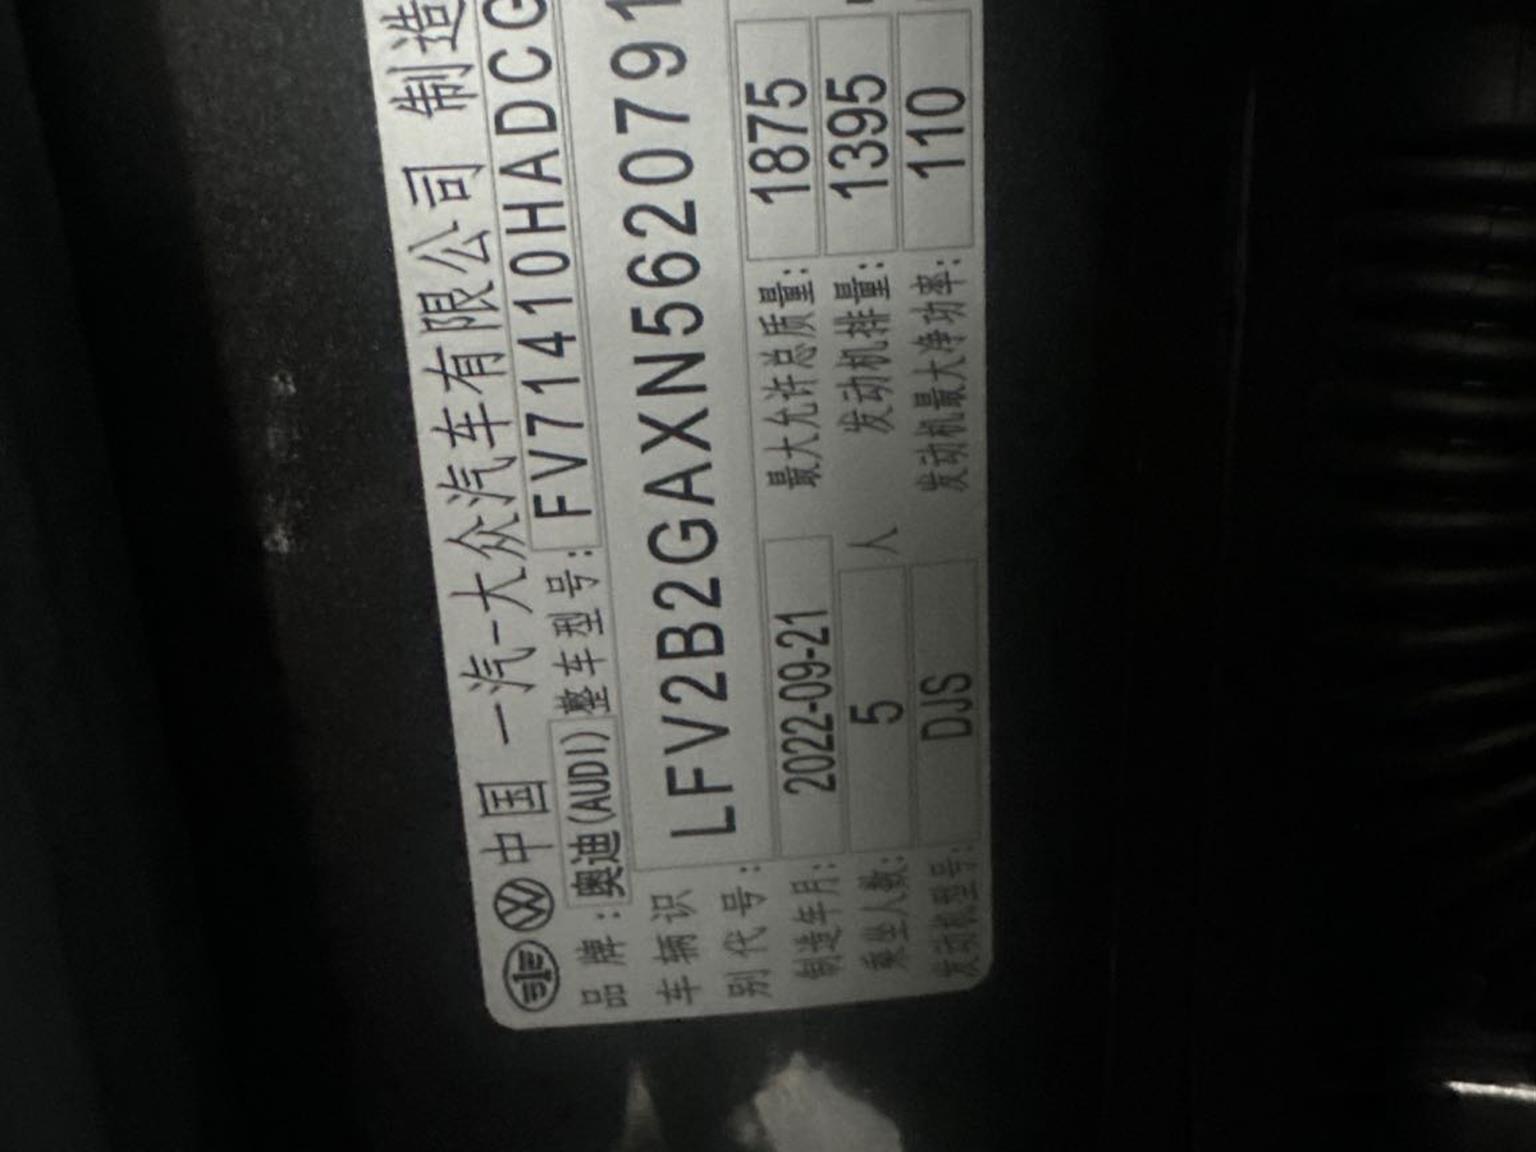 中国 一汽-大众汽车有限公司 制造
品牌：奥迪(AUDI) 整车型号：FV71410HADCG
车辆识别代号：LFV2B2GAXN5620791
制造年月：2022-09-21 最大允许总质量：1875
乘坐人数：5 人 发动机排量：1395
发动机型号：DJS 发动机最大净功率：110